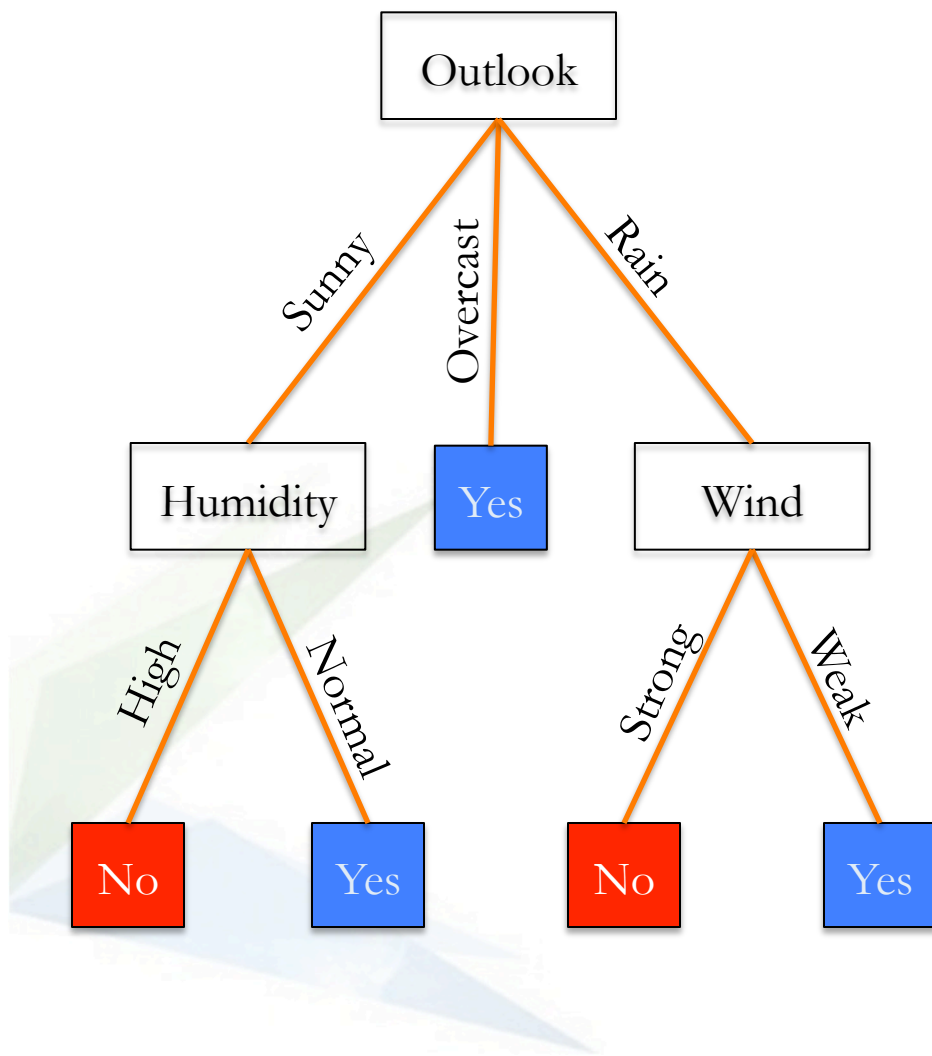 Outlook
Sunny
Overcast
Rain
Humidity
Yes
Wind
High
Normal
Strong
Weak
No
Yes
No
Yes